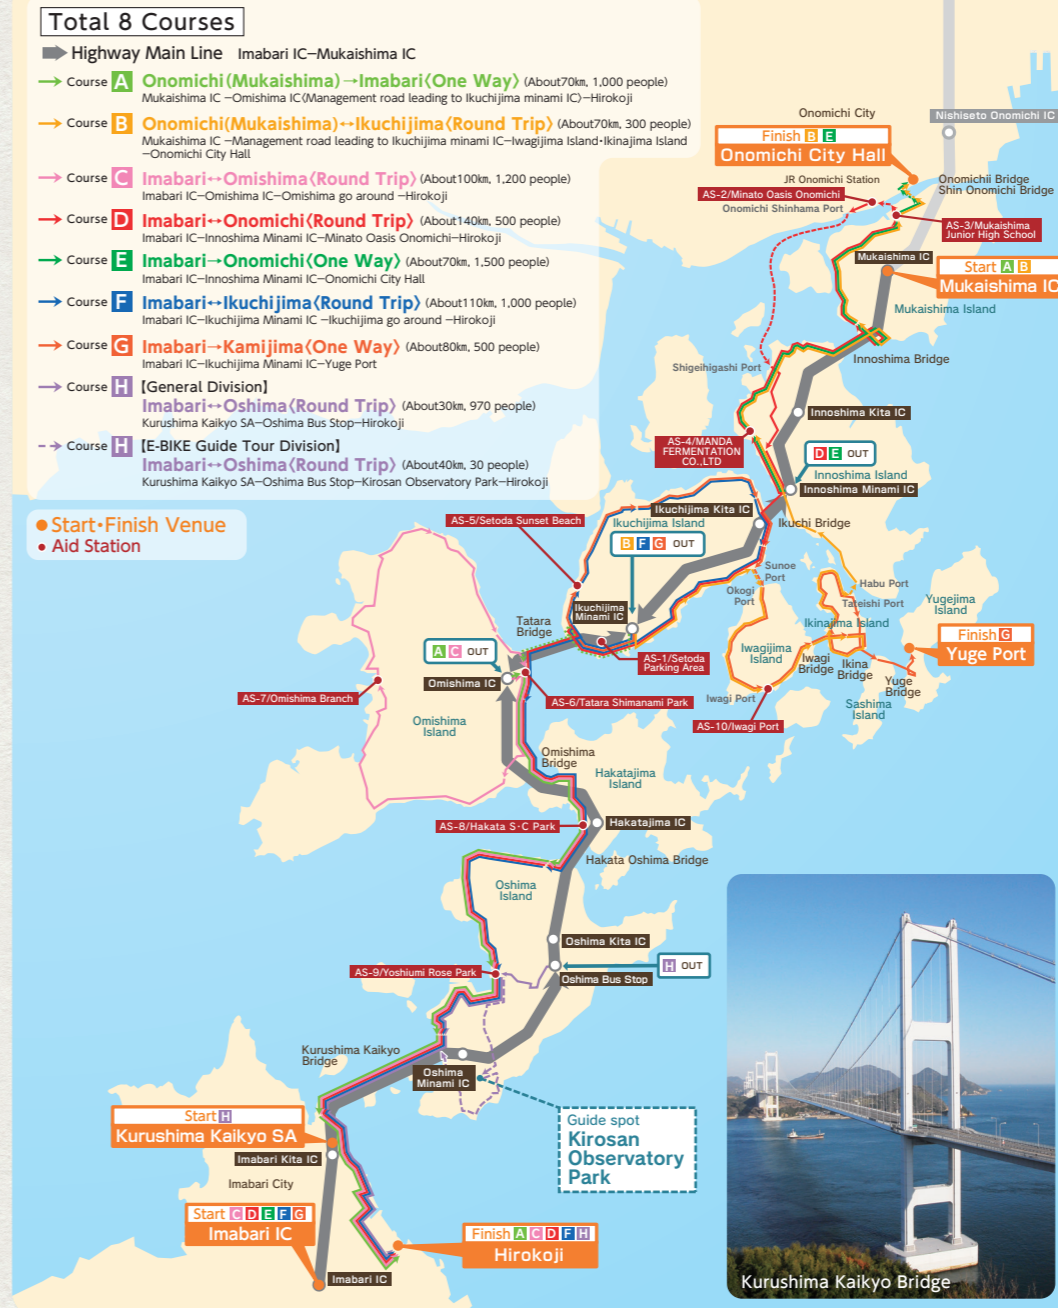 Total 8 Courses
Highway Main Line Imabari IC−Mukaishima IC
Course A Onomichi(Mukaishima)→Imabari〈One Way〉(About70㎞, 1,000 people)
Mukaishima IC −Omishima IC〈Management road leading to Ikuchijima minami IC〉−Hirokoji
Course B Onomichi(Mukaishima)↔Ikuchijima〈Round Trip〉(About70㎞, 300 people)
Mukaishima IC −Management road leading to Ikuchijima minami IC−Iwagijima Island・Ikinajima Island
−Onomichi City Hall
Course C Imabari↔Omishima〈Round Trip〉(About100㎞, 1,200 people)
Imabari IC−Omishima IC−Omishima go around −Hirokoji
Course D Imabari↔Onomichi〈Round Trip〉(About140㎞, 500 people)
Imabari IC−Innoshima Minami IC−Minato Oasis Onomichi−Hirokoji
Course E Imabari→Onomichi〈One Way〉(About70㎞, 1,500 people)
Imabari IC−Innoshima Minami IC−Onomichi City Hall
Course F Imabari↔Ikuchijima〈Round Trip〉(About110㎞, 1,000 people)
Imabari IC−Ikuchijima Minami IC −Ikuchijima go around −Hirokoji
Course G Imabari→Kamijima〈One Way〉(About80㎞, 500 people)
Imabari IC−Ikuchijima Minami IC−Yuge Port
Course H 【General Division】
Imabari↔Oshima〈Round Trip〉(About30㎞, 970 people)
Kurushima Kaikyo SA−Oshima Bus Stop−Hirokoji
Course H 【E-BIKE Guide Tour Division】
Imabari↔Oshima〈Round Trip〉(About40㎞, 30 people)
Kurushima Kaikyo SA−Oshima Bus Stop−Kirosan Observatory Park−Hirokoji
Start・Finish Venue
Aid Station
Onomichi City
Nishiseto Onomichi IC
Finish B E
Onomichi City Hall
JR Onomichi Station
Onomichii Bridge
Shin Onomichi Bridge
AS-2/Minato Oasis Onomichi
Onomichi Shinhama Port
AS-3/Mukaishima
Junior High School
Mukaishima IC
Start A B
Mukaishima IC
Mukaishima Island
Innoshima Bridge
Shigeihigashi Port
Innoshima Kita IC
AS-4/MANDA
FERMENTATION
CO.,LTD
D E OUT
Innoshima Island
Innoshima Minami IC
Ikuchijima Kita IC
AS-5/Setoda Sunset Beach
Ikuchijima Island
Ikuchi Bridge
B F G OUT
Sunoe
Port
Habu Port
Okogi
Port
Tateishi Port
Yugejima
Island
Ikuchijima
Minami IC
Ikinajima Island
Tatara
Bridge
Finish G
Yuge Port
A C OUT
Iwagijima
Island
AS-1/Setoda
Parking Area
Iwagi
Bridge
Ikina
Bridge
Yuge
Bridge
Omishima IC
AS-7/Omishima Branch
AS-6/Tatara Shimanami Park
Iwagi Port
Sashima
Island
AS-10/Iwagi Port
Omishima
Island
Omishima
Bridge
Hakatajima
Island
AS-8/Hakata S・C Park
Hakatajima IC
Hakata Oshima Bridge
Oshima
Island
Oshima Kita IC
H OUT
AS-9/Yoshiumi Rose Park
Oshima Bus Stop
Kurushima Kaikyo
Bridge
Oshima
Minami IC
Start H
Kurushima Kaikyo SA
Guide spot
Kirosan
Observatory
Park
Imabari Kita IC
Imabari City
Start C D E F G
Imabari IC
Finish A C D F H
Hirokoji
Imabari IC
Kurushima Kaikyo Bridge